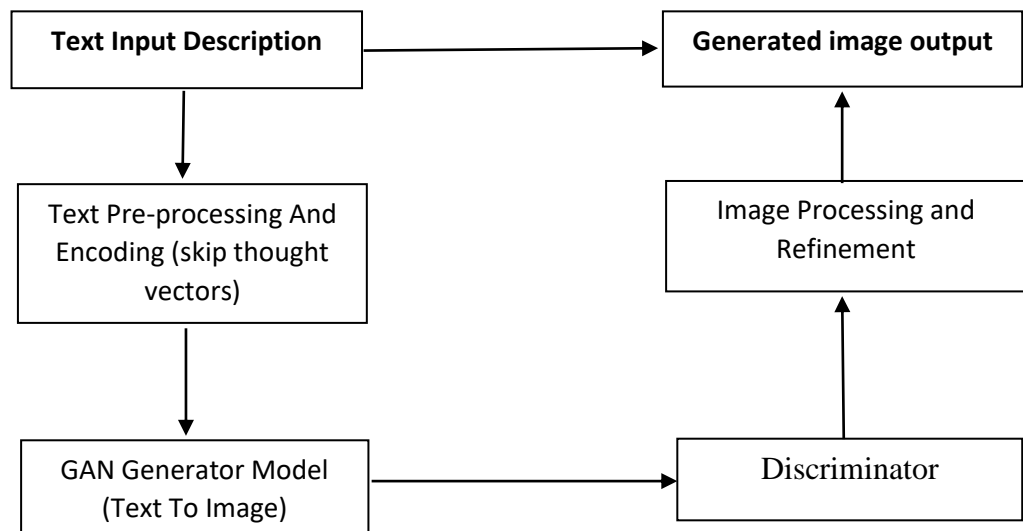 Text Input Description
Generated image output
Text Pre-processing And
Encoding (skip thought
vectors)
Image Processing and
Refinement
GAN Generator Model
(Text To Image)
Discriminator